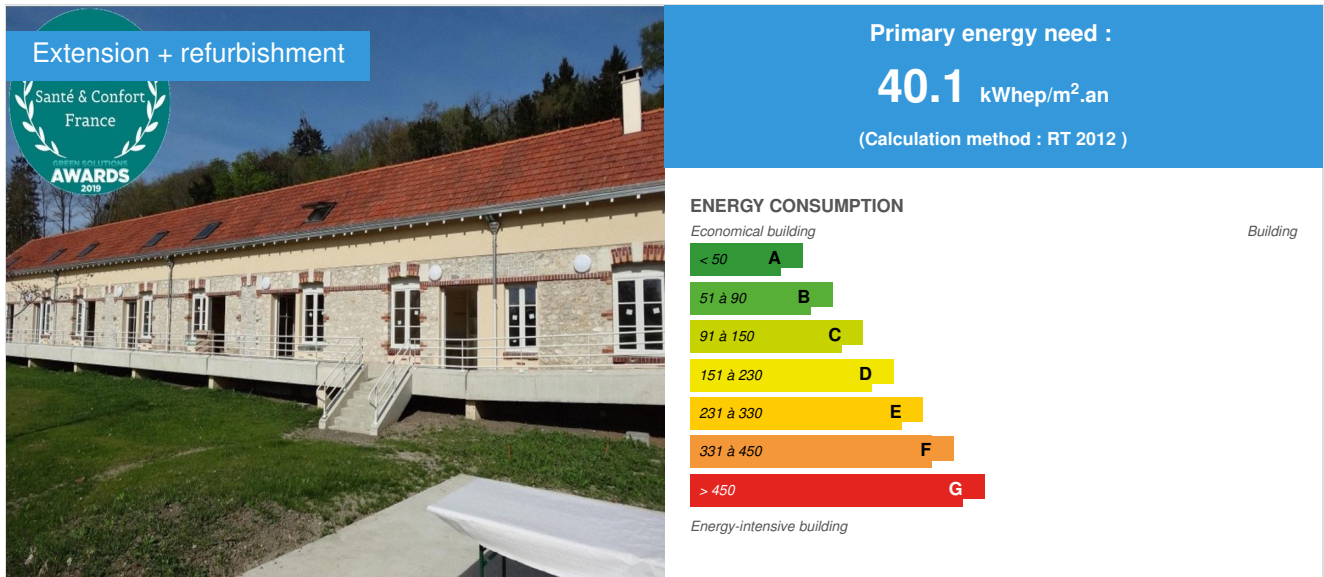 Extension + refurbishment
Santé & Confort
France
GREEN SOLUTIONS
AWARDS
2019
Primary energy need :
40.1 kWhep/m².an
(Calculation method : RT 2012 )
ENERGY CONSUMPTION
Economical building
Building
< 50 A
51 à 90 B
91 à 150 C
151 à 230 D
231 à 330 E
331 à 450 F
> 450 G
Energy-intensive building